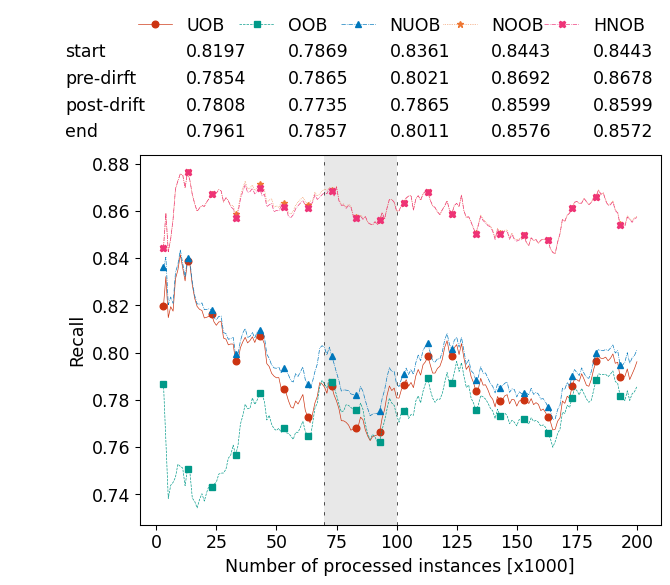 UOB OOB NUOB NOOB HNOB
start 0.8197 0.7869 0.8361 0.8443 0.8443
pre-dirft 0.7854 0.7865 0.8021 0.8692 0.8678
post-drift 0.7808 0.7735 0.7865 0.8599 0.8599
end 0.7961 0.7857 0.8011 0.8576 0.8572
0.88
0.86
0.84
0.82
0.80
0.78
0.76
0.74
Recall
0 25 50 75 100 125 150 175 200
Number of processed instances [x1000]